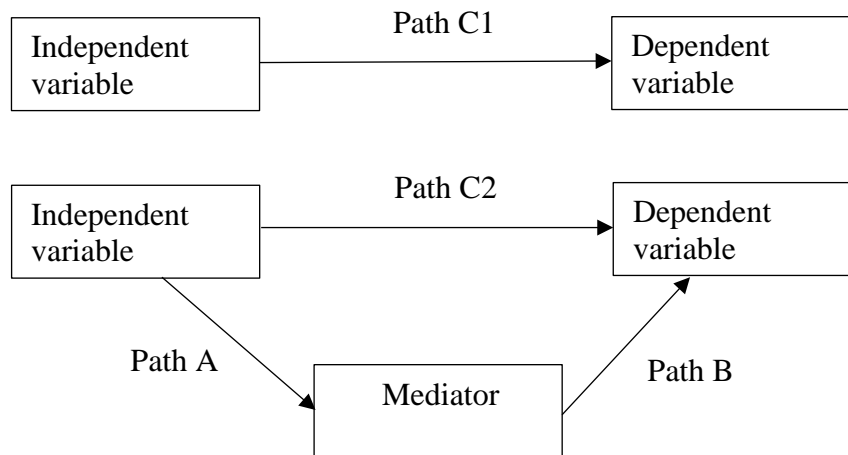 Path C1
Independent
variable
Dependent
variable
Path C2
Independent
variable
Dependent
variable
Path A
Mediator
Path B